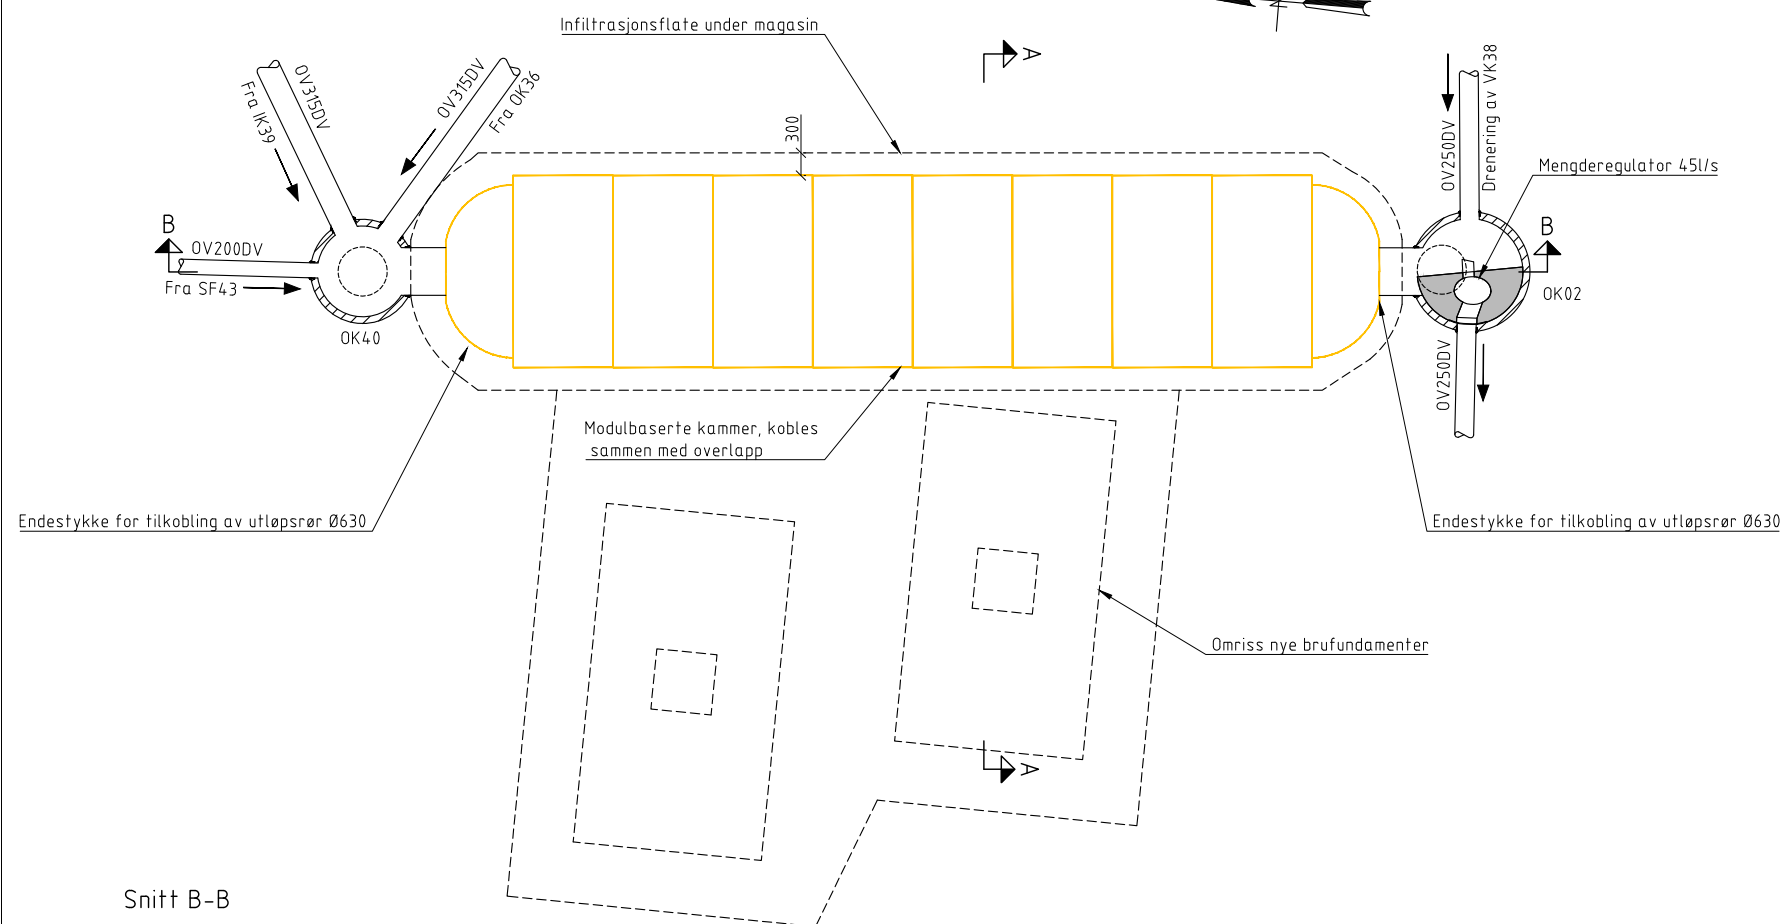 Infiltrasjonsflate under magasin
A
OV315DV
Fra IK39
OV315DV
Fra OK36
300
OV250DV
Drenering av VK38
Mengderegulator 45l/s
B
OV200DV
Fra SF43
OK40
B
OK02
OV250DV
Modulbaserte kammer, kobles
sammen med overlapp
Endestykke for tilkobling av utløpsrør Ø630
Endestykke for tilkobling av utløpsrør Ø630
Omriss nye brufundamenter
A
Snitt B-B